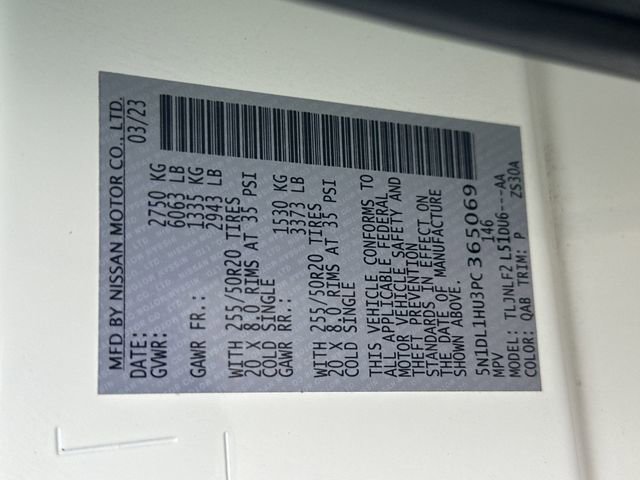 MFD BY NISSAN MOTOR CO., LTD.
DATE: 03/23
GVWR: 2750 KG
6063 LB
GAWR FR.: 1335 KG
2943 LB
WITH 255/50R20 TIRES
20 X 8.0 RIMS AT 35 PSI
COLD SINGLE
GAWR RR.: 1530 KG
3373 LB
WITH 255/50R20 TIRES
20 X 8.0 RIMS AT 35 PSI
COLD SINGLE
THIS VEHICLE CONFORMS TO
ALL APPLICABLE FEDERAL
MOTOR VEHICLE SAFETY AND
THEFT PREVENTION
STANDARDS IN EFFECT ON
THE DATE OF MANUFACTURE
SHOWN ABOVE.
5N1DL1HU3PC365069
MPV 146
MODEL: TLJNLF2 L51DU6---AA
COLOR: QAB TRIM: P ZS30A